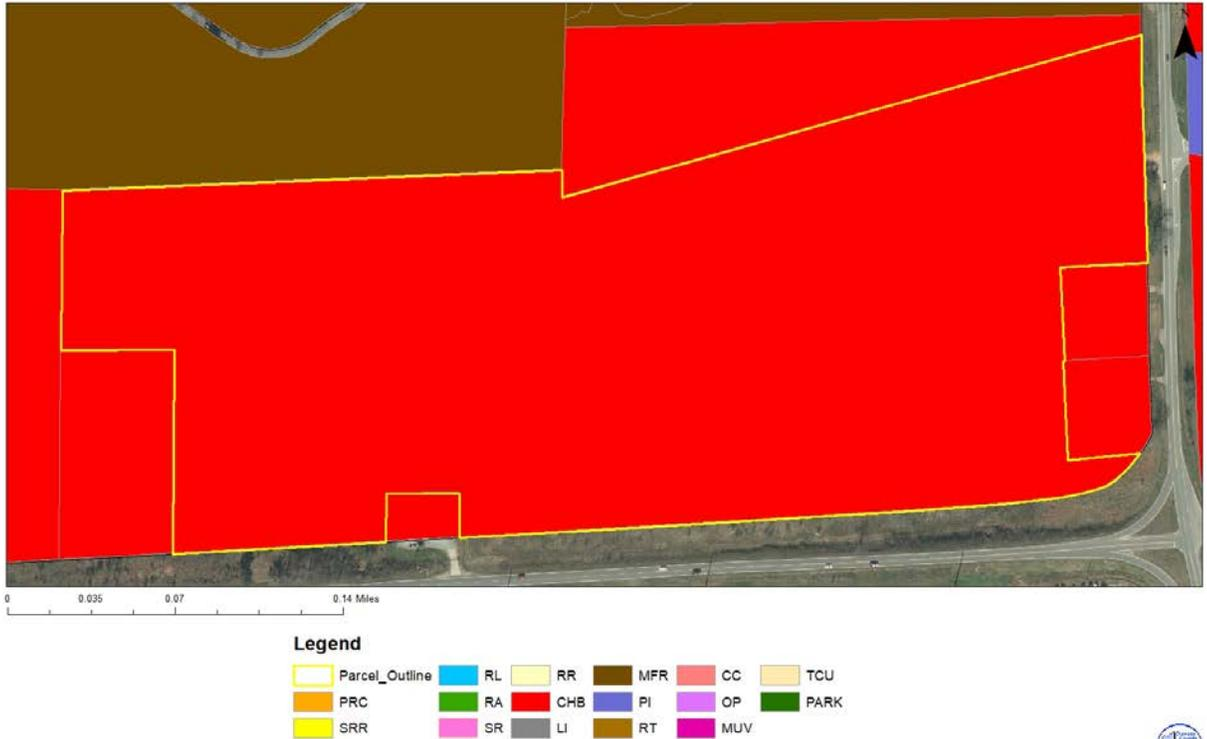 0 0.035 0.07 0.14 Miles
Legend
Parcel_Outline RL RR MFR CC TCU
PRC RA CHB PI OP PARK
SRR SR LI RT MUV